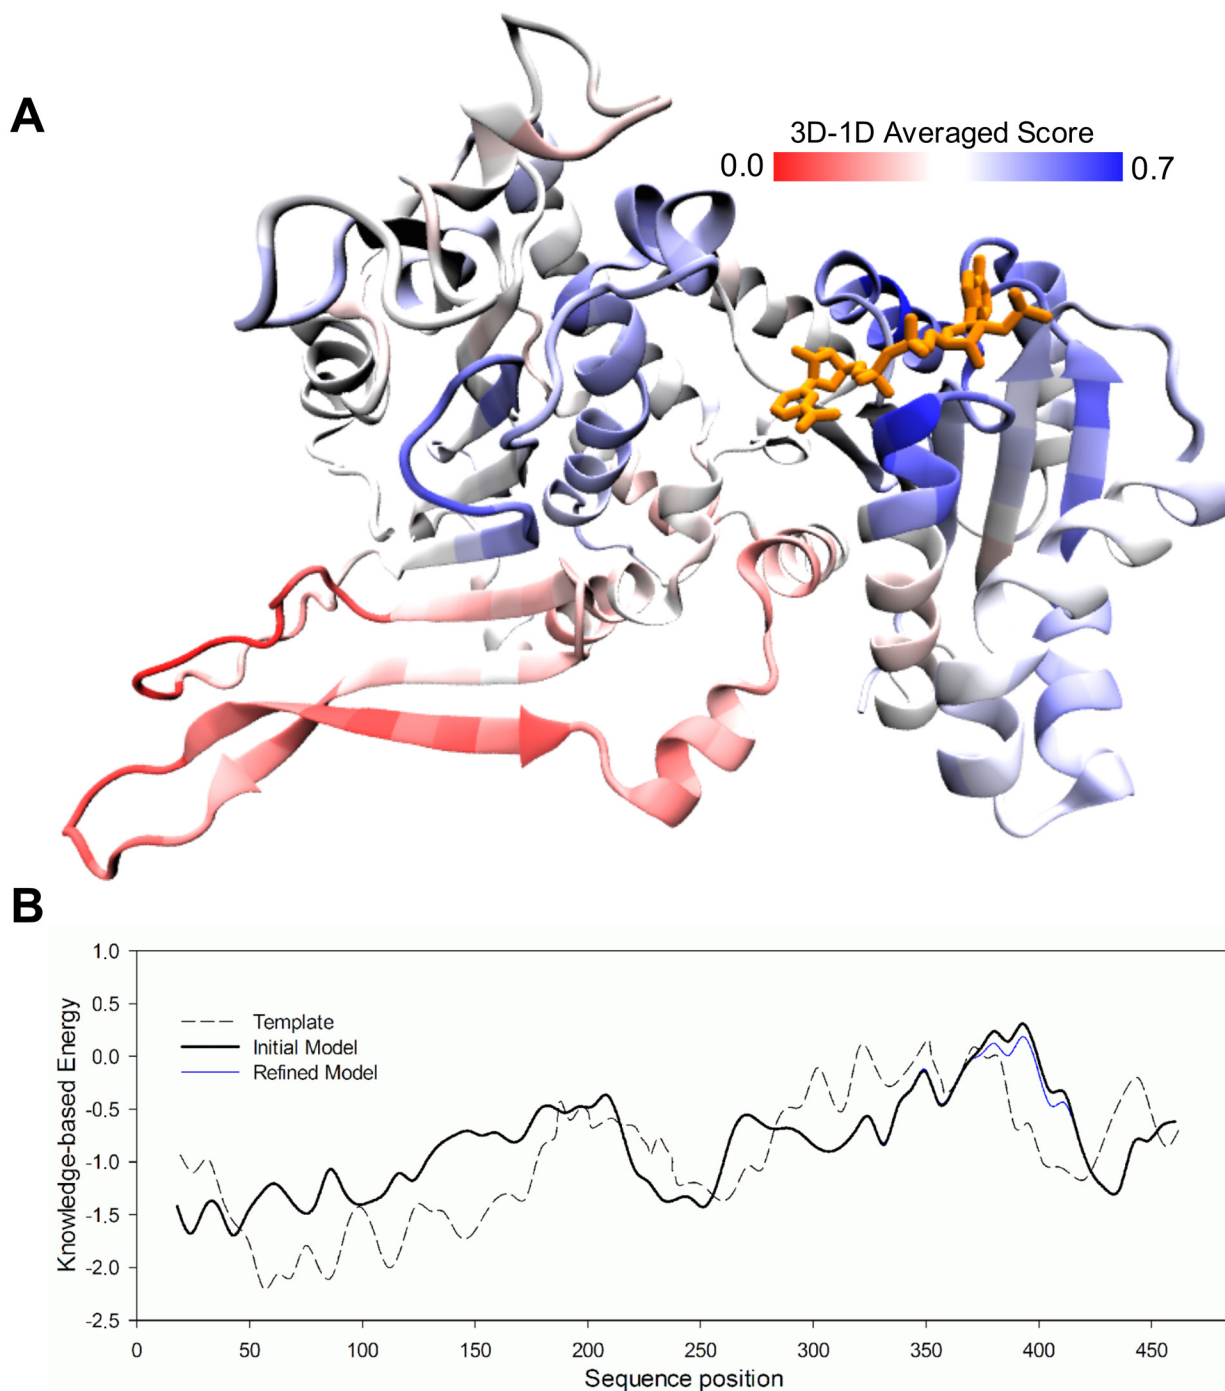 A
3D-1D Averaged Score
0.0
0.7
B
Knowledge-based Energy
1.0
0.5
0.0
-0.5
-1.0
-1.5
-2.0
-2.5
Template
Initial Model
Refined Model
0 50 100 150 200 250 300 350 400 450
Sequence position